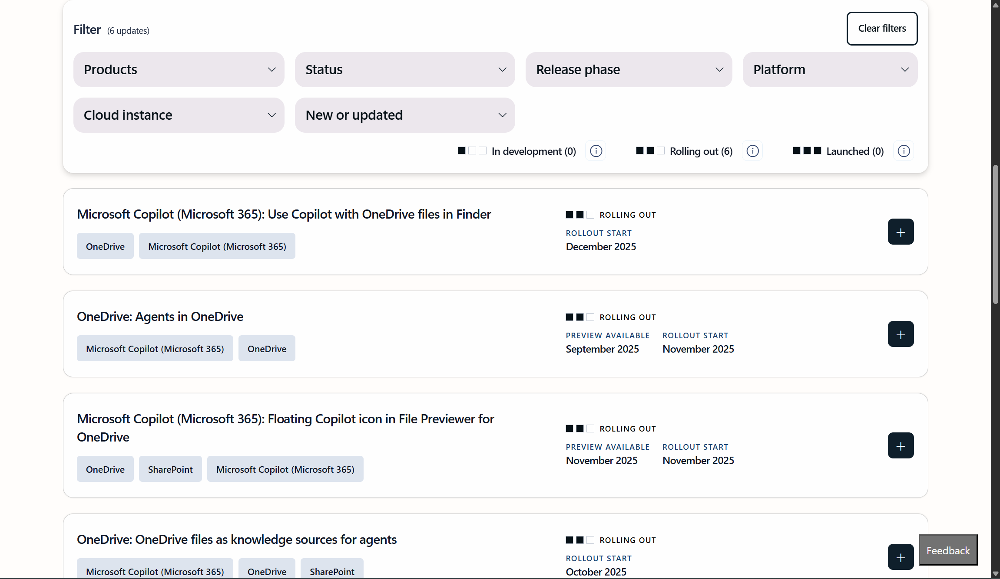 Filter (6 updates)
Clear filters
Products
Status
Release phase
Platform
Cloud instance
New or updated
In development (0)
Rolling out (6)
Launched (0)
Microsoft Copilot (Microsoft 365): Use Copilot with OneDrive files in Finder
OneDrive
Microsoft Copilot (Microsoft 365)
ROLLING OUT
ROLLOUT START
December 2025
OneDrive: Agents in OneDrive
Microsoft Copilot (Microsoft 365)
OneDrive
ROLLING OUT
PREVIEW AVAILABLE
September 2025
ROLLOUT START
November 2025
Microsoft Copilot (Microsoft 365): Floating Copilot icon in File Previewer for
OneDrive
OneDrive
SharePoint
Microsoft Copilot (Microsoft 365)
ROLLING OUT
PREVIEW AVAILABLE
November 2025
ROLLOUT START
November 2025
OneDrive: OneDrive files as knowledge sources for agents
Microsoft Copilot (Microsoft 365)
OneDrive
SharePoint
ROLLING OUT
ROLLOUT START
October 2025
Feedback